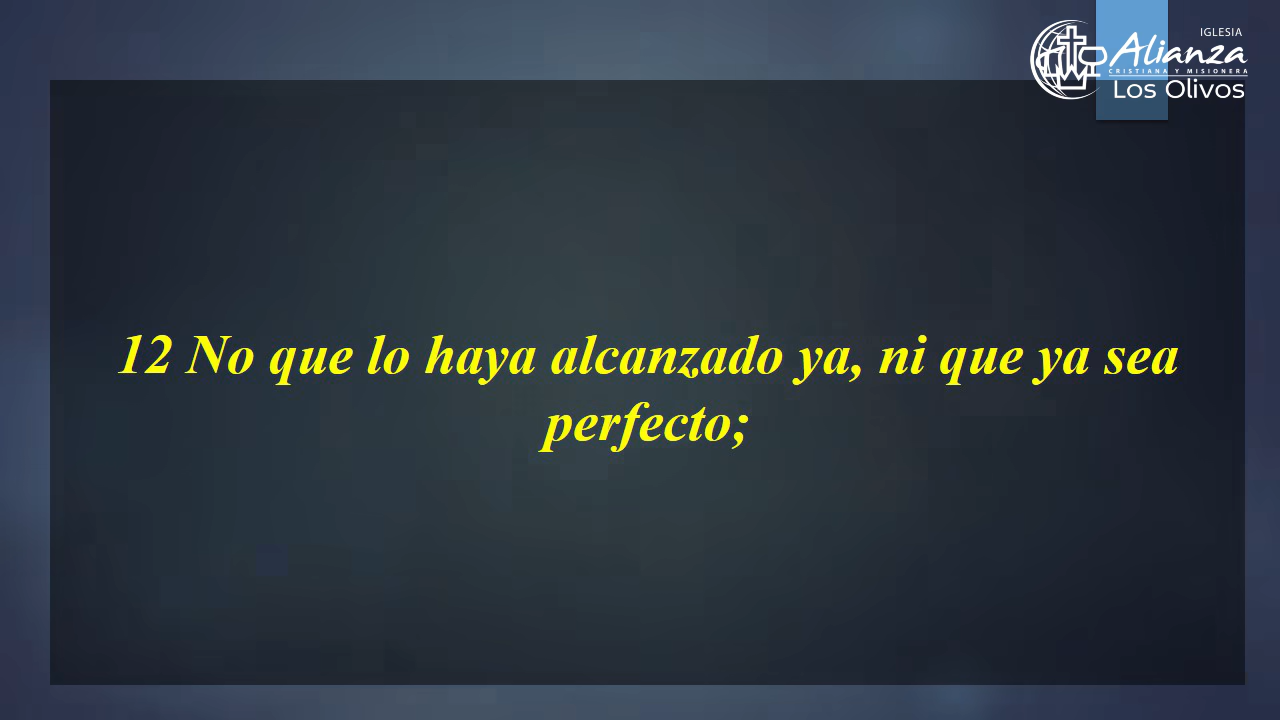 IGLESIA
Alianza
CRISTIANA Y MISIONERA
Los Olivos
12 No que lo haya alcanzado ya, ni que ya sea
perfecto;